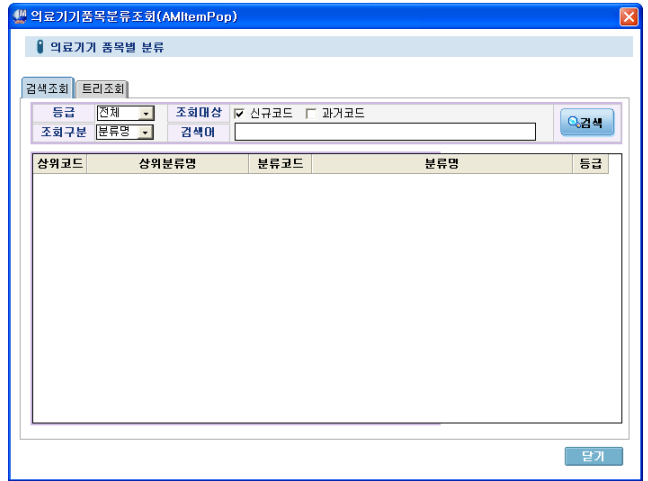 의료기기품목분류조회(AMItemPop)
의료기기 품목별 분류
검색조회 트리조회
등급 전체 조회대상 신규코드 과거코드
조회구분 분류명 검색어 검색
상위코드 상위분류명 분류코드 분류명 등급
닫기